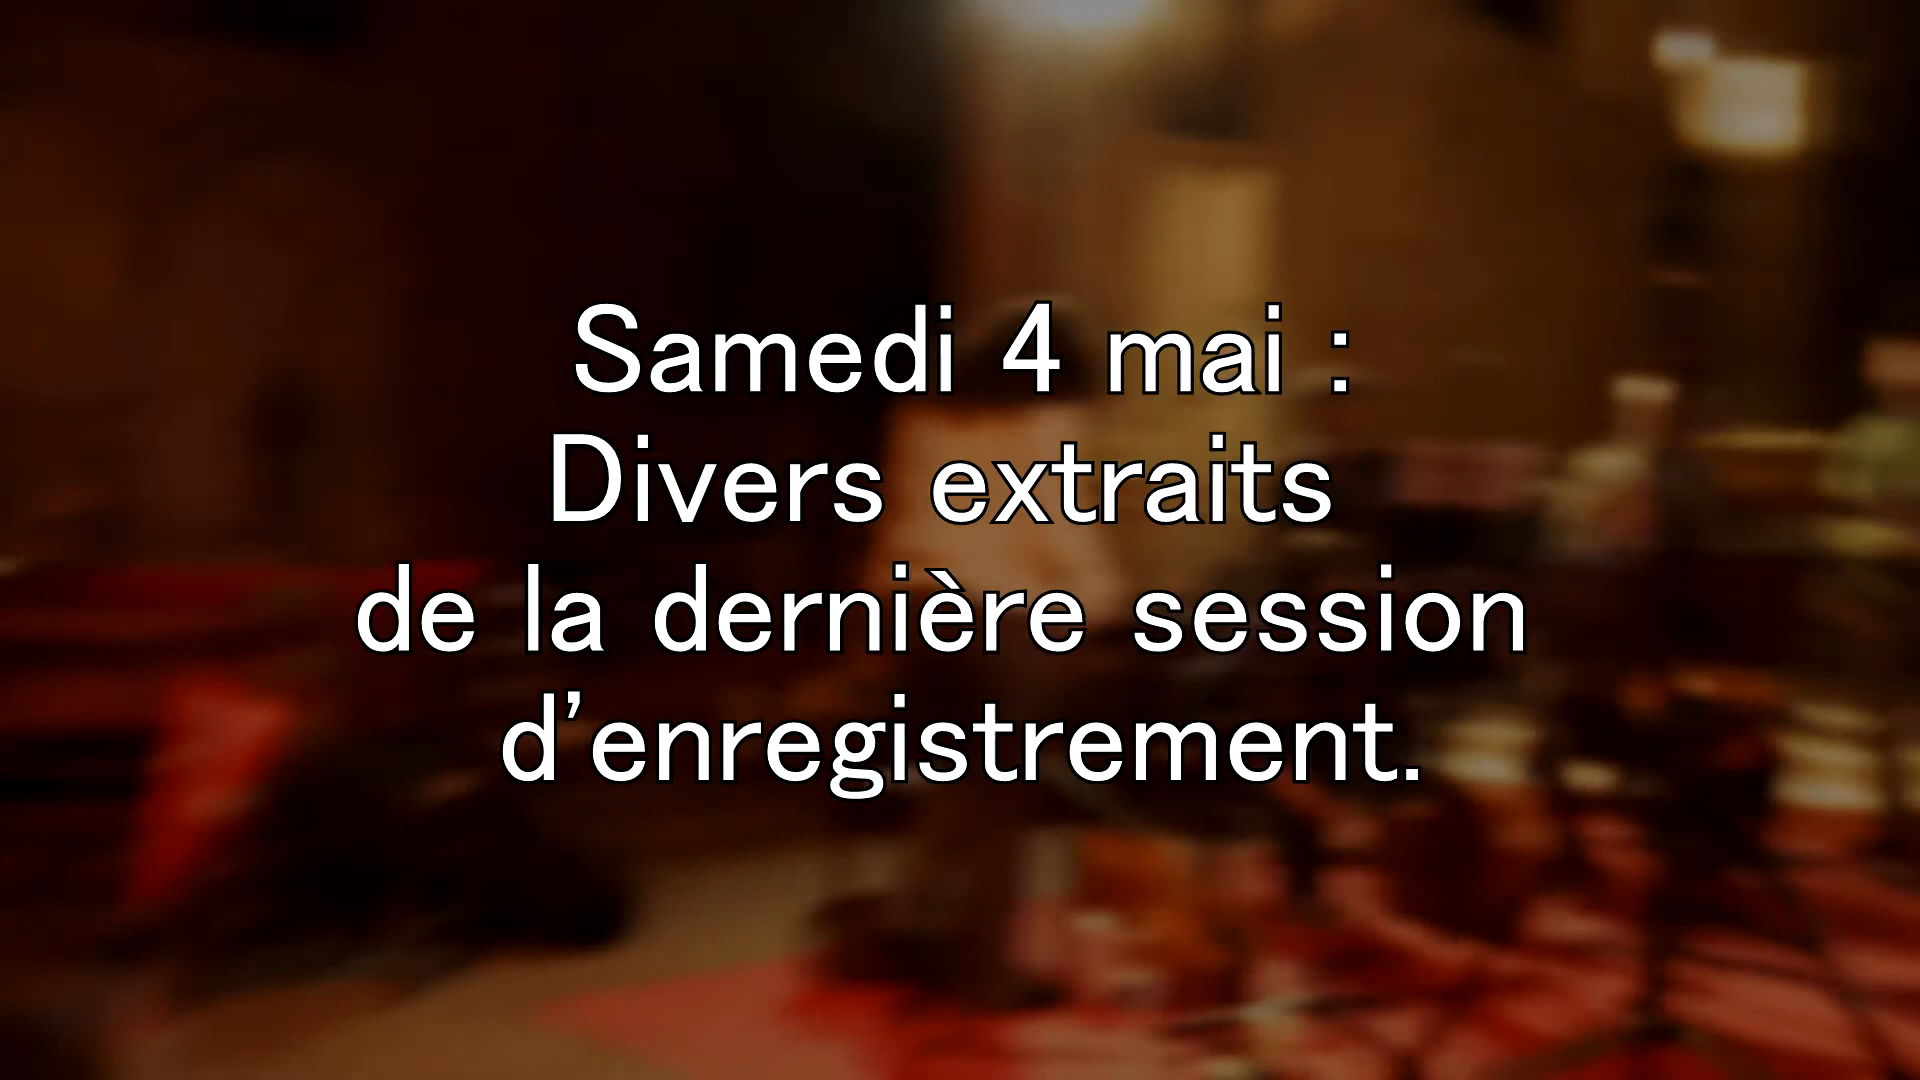 Samedi 4 mai :
Divers extraits
de la dernière session
d’enregistrement.